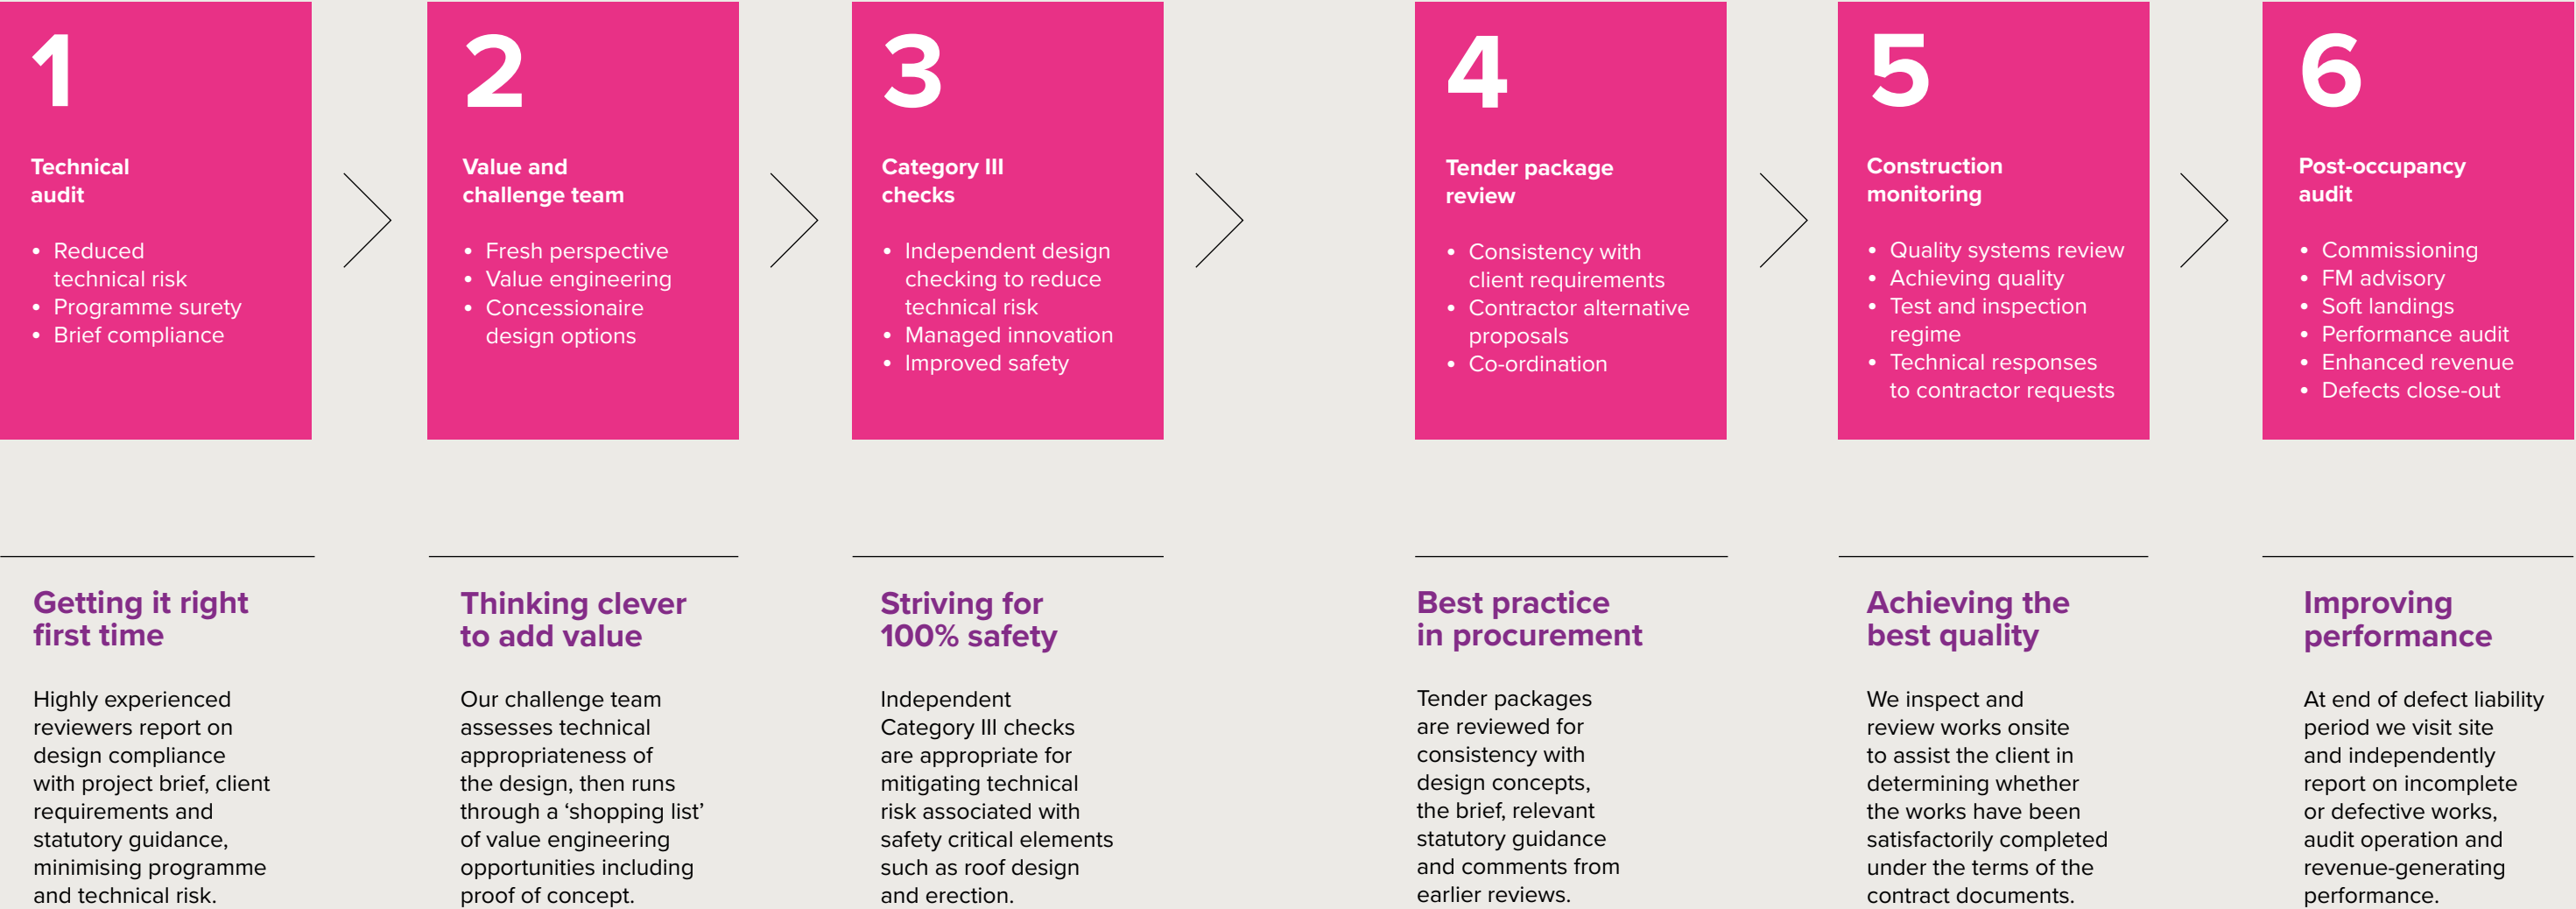 1
Technical
audit
• Reduced
technical risk
• Programme surety
• Brief compliance
2
Value and
challenge team
• Fresh perspective
• Value engineering
• Concessionaire
design options
3
Category III
checks
• Independent design
checking to reduce
technical risk
• Managed innovation
• Improved safety
4
Tender package
review
• Consistency with
client requirements
• Contractor alternative
proposals
• Co-ordination
5
Construction
monitoring
• Quality systems review
• Achieving quality
• Test and inspection
regime
• Technical responses
to contractor requests
6
Post-occupancy
audit
• Commissioning
• FM advisory
• Soft landings
• Performance audit
• Enhanced revenue
• Defects close-out
Getting it right
first time
Highly experienced
reviewers report on
design compliance
with project brief, client
requirements and
statutory guidance,
minimising programme
and technical risk.
Thinking clever
to add value
Our challenge team
assesses technical
appropriateness of
the design, then runs
through a ‘shopping list’
of value engineering
opportunities including
proof of concept.
Striving for
100% safety
Independent
Category III checks
are appropriate for
mitigating technical
risk associated with
safety critical elements
such as roof design
and erection.
Best practice
in procurement
Tender packages
are reviewed for
consistency with
design concepts,
the brief, relevant
statutory guidance
and comments from
earlier reviews.
Achieving the
best quality
We inspect and
review works onsite
to assist the client in
determining whether
the works have been
satisfactorily completed
under the terms of the
contract documents.
Improving
performance
At end of defect liability
period we visit site
and independently
report on incomplete
or defective works,
audit operation and
revenue-generating
performance.